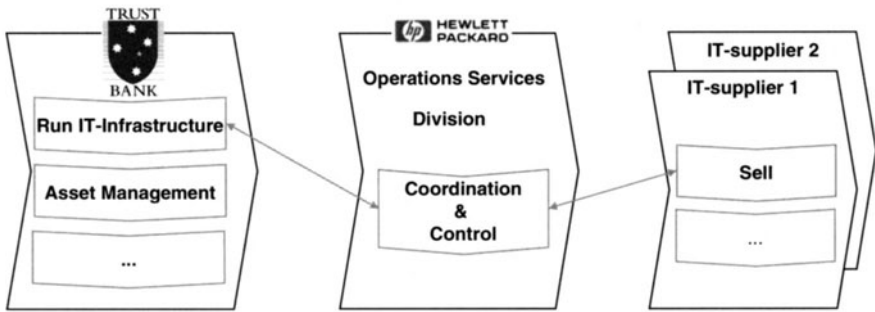 TRUST
BANK
Run IT-Infrastructure
Asset Management
...
hp HEWLETT
PACKARD
Operations Services
Division
Coordination
&
Control
IT-supplier 2
IT-supplier 1
Sell
...